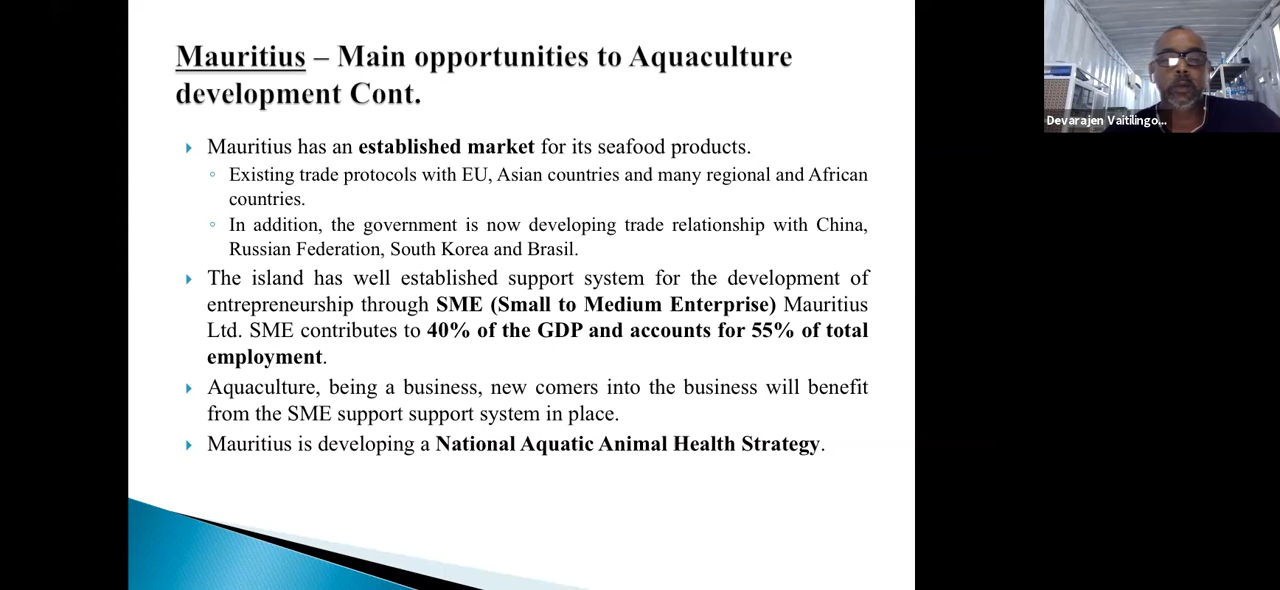 Mauritius – Main opportunities to Aquaculture
development Cont.
Mauritius has an established market for its seafood products.
Existing trade protocols with EU, Asian countries and many regional and African
countries.
In addition, the government is now developing trade relationship with China,
Russian Federation, South Korea and Brasil.
The island has well established support system for the development of
entrepreneurship through SME (Small to Medium Enterprise) Mauritius
Ltd. SME contributes to 40% of the GDP and accounts for 55% of total
employment.
Aquaculture, being a business, new comers into the business will benefit
from the SME support support system in place.
Mauritius is developing a National Aquatic Animal Health Strategy.
Devarajen Vaitilingo...